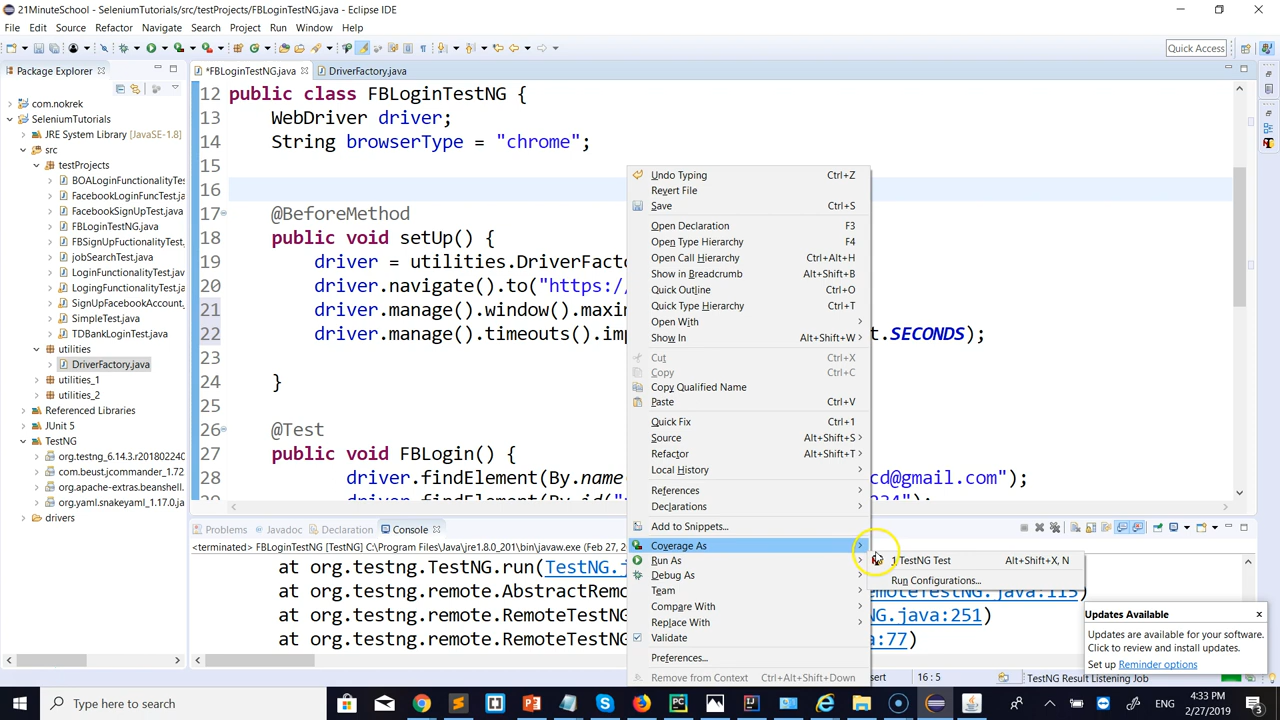 21MinuteSchool - SeleniumTutorials/src/testProjects/FBLoginTestNG.java - Eclipse IDE
File Edit Source Refactor Navigate Search Project Run Window Help
Quick Access
Package Explorer
com.nokrek
SeleniumTutorials
JRE System Library [JavaSE-1.8]
src
testProjects
BOALoginFunctionalityTe
FacebookLoginFuncTest.ja
FacebookSignUpTest.java
FBLoginTestNG.java
FBSignUpFuctionalityTest
jobSearchTest.java
LoginFunctionalityTest.jav
LogingFunctionalityTest.j
SignUpFacebookAccount.
SimpleTest.java
TDBankLoginTest.java
utilities
DriverFactory.java
utilities_1
utilities_2
Referenced Libraries
JUnit 5
TestNG
org.testng_6.14.3.r201802240
com.beust.jcommander_1.72
org.apache-extras.beanshell.
org.yaml.snakeyaml_1.17.0.ja
drivers
*FBLoginTestNG.java
DriverFactory.java
12 public class FBLoginTestNG {
13 WebDriver driver;
14 String browserType = "chrome";
15
16
17 @BeforeMethod
18 public void setUp() {
19 driver = utilities.DriverFact
20 driver.navigate().to("https:/
21 driver.manage().window().maxim
22 driver.manage().timeouts().imp t.SECONDS);
23
24 }
25
26 @Test
27 public void FBLogin() {
28 driver.findElement(By.name cd@gmail.com");
Undo Typing Ctrl+Z
Revert File
Save Ctrl+S
Open Declaration F3
Open Type Hierarchy F4
Open Call Hierarchy Ctrl+Alt+H
Show in Breadcrumb Alt+Shift+B
Quick Outline Ctrl+O
Quick Type Hierarchy Ctrl+T
Open With
Show In Alt+Shift+W
Cut Ctrl+X
Copy Ctrl+C
Copy Qualified Name
Paste Ctrl+V
Quick Fix Ctrl+1
Source Alt+Shift+S
Refactor Alt+Shift+T
Local History
References
Declarations
Add to Snippets...
Coverage As
Run As
Debug As
Team
Compare With
Replace With
Validate
Preferences...
Remove from Context Ctrl+Alt+Shift+Down
1 TestNG Test Alt+Shift+X, N
Run Configurations...
Problems Javadoc Declaration Console
<terminated> FBLoginTestNG [TestNG] C:\Program Files\Java\jre1.8.0_201\bin\javaw.exe (Feb 27, 20
at org.testng.TestNG.run(TestNG.j
at org.testng.remote.AbstractRemo emoteTestNG.java:115)
at org.testng.remote.RemoteTestNG NG.java:251)
at org.testng.remote.RemoteTestNG a:77)
Updates Available
Updates are available for your software.
Click to review and install updates.
Set up Reminder options
16 : 5
TestNG Result Listening Job
Type here to search
4:33 PM
2/27/2019